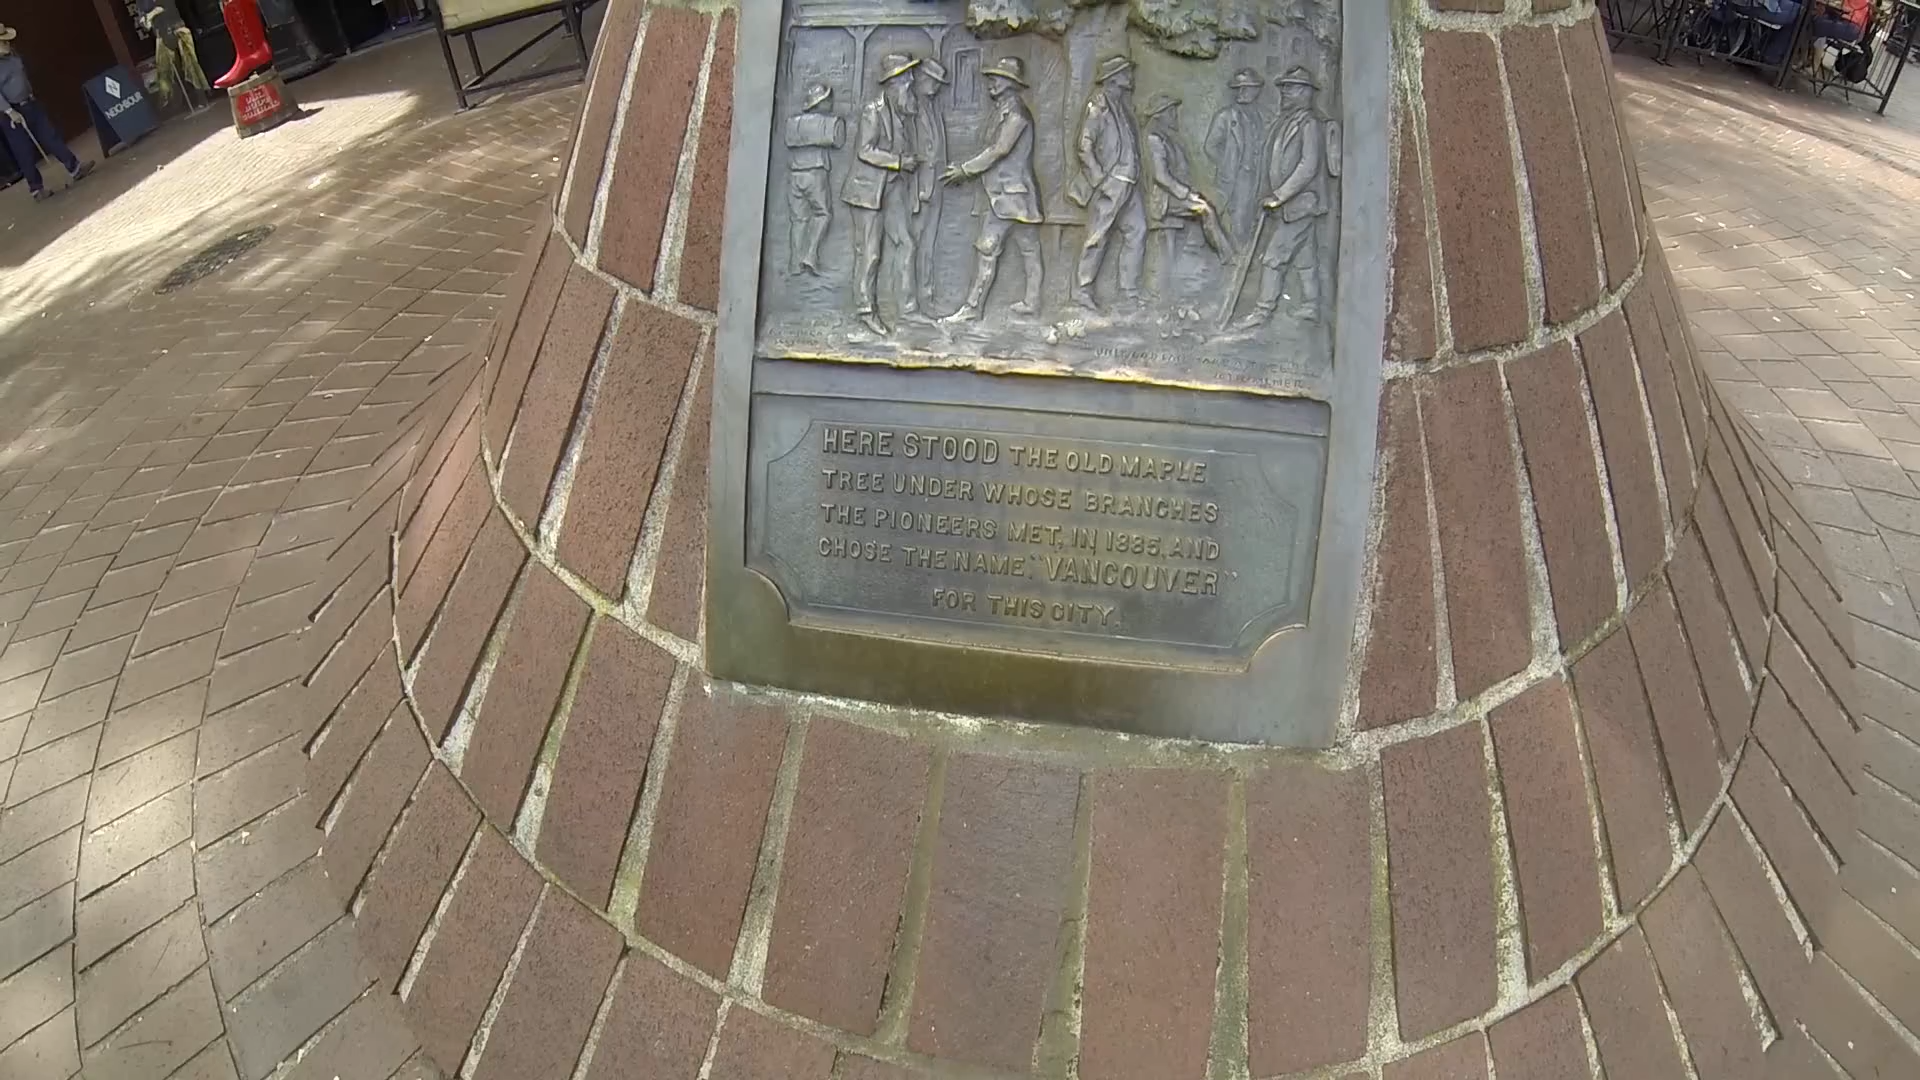 NEIGHBOUR
HERE STOOD THE OLD MAPLE
TREE UNDER WHOSE BRANCHES
THE PIONEERS MET, IN 1885, AND
CHOSE THE NAME "VANCOUVER"
FOR THIS CITY.